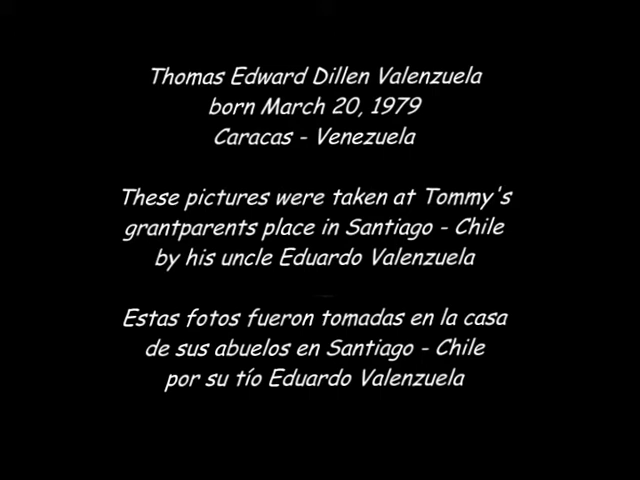 Thomas Edward Dillen Valenzuela
born March 20, 1979
Caracas - Venezuela
These pictures were taken at Tommy's
grantparents place in Santiago - Chile
by his uncle Eduardo Valenzuela
Estas fotos fueron tomadas en la casa
de sus abuelos en Santiago - Chile
por su tío Eduardo Valenzuela